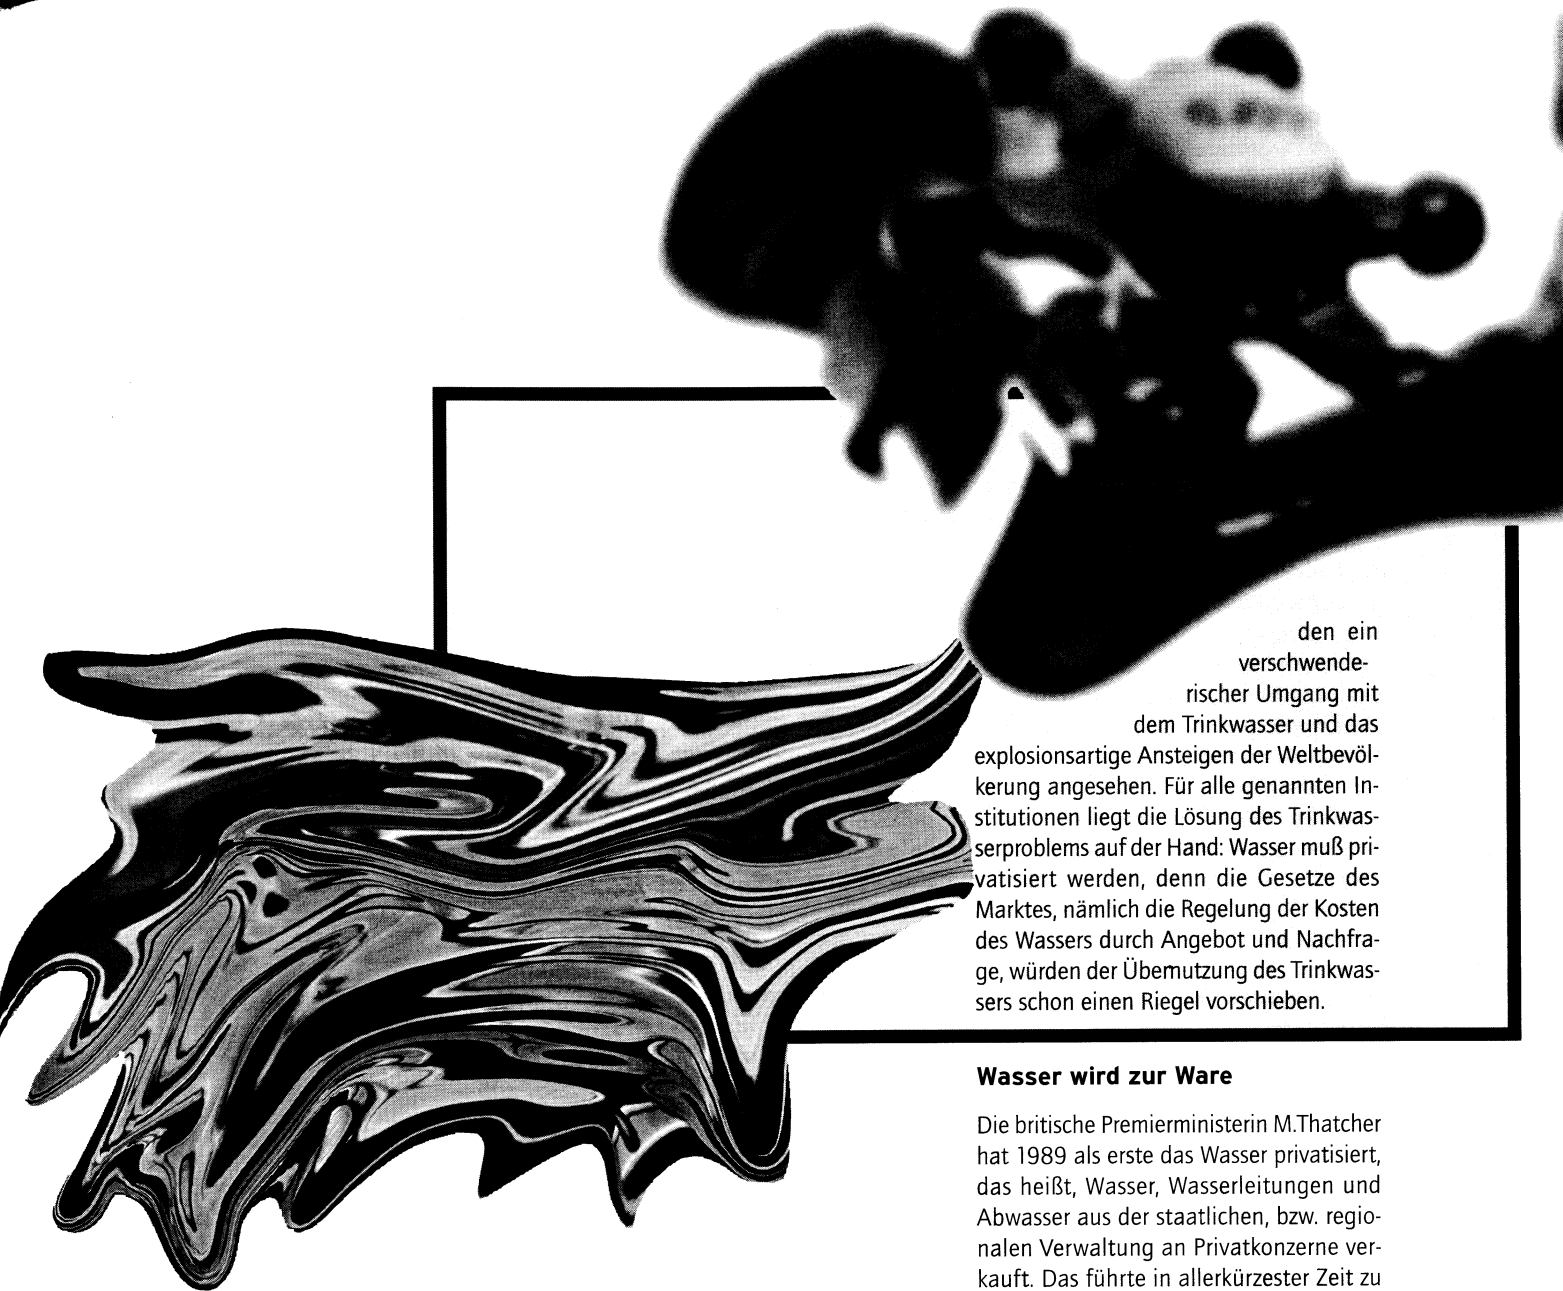 den ein
verschwende-
rischer Umgang mit
dem Trinkwasser und das
explosionsartige Ansteigen der Weltbevöl-
kerung angesehen. Für alle genannten In-
stitutionen liegt die Lösung des Trinkwas-
serproblems auf der Hand: Wasser muß pri-
vatisiert werden, denn die Gesetze des
Marktes, nämlich die Regelung der Kosten
des Wassers durch Angebot und Nachfra-
ge, würden der Übernutzung des Trinkwas-
sers schon einen Riegel vorschieben.
Wasser wird zur Ware
Die britische Premierministerin M.Thatcher
hat 1989 als erste das Wasser privatisiert,
das heißt, Wasser, Wasserleitungen und
Abwasser aus der staatlichen, bzw. regio-
nalen Verwaltung an Privatkonzerne ver-
kauft. Das führte in allerkürzester Zeit zu